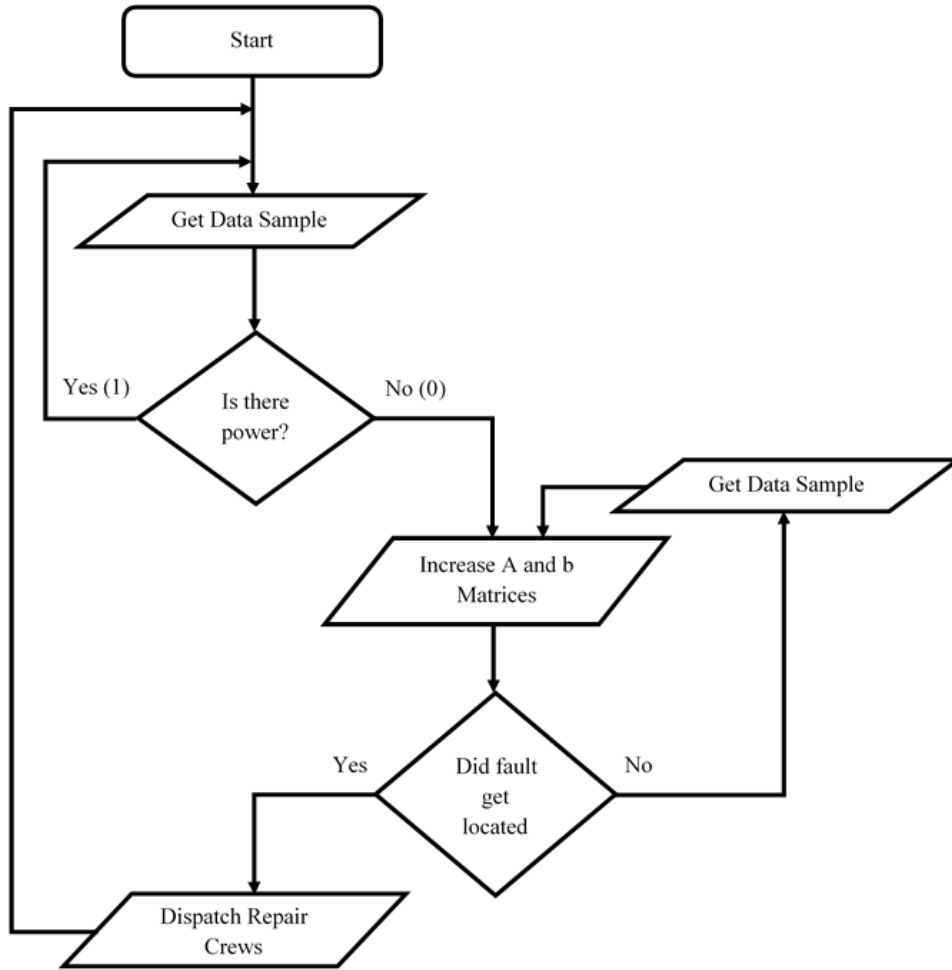 Start
Get Data Sample
Yes (1)
No (0)
Is there
power?
Get Data Sample
Increase A and b
Matrices
Yes
No
Did fault
get
located
Dispatch Repair
Crews